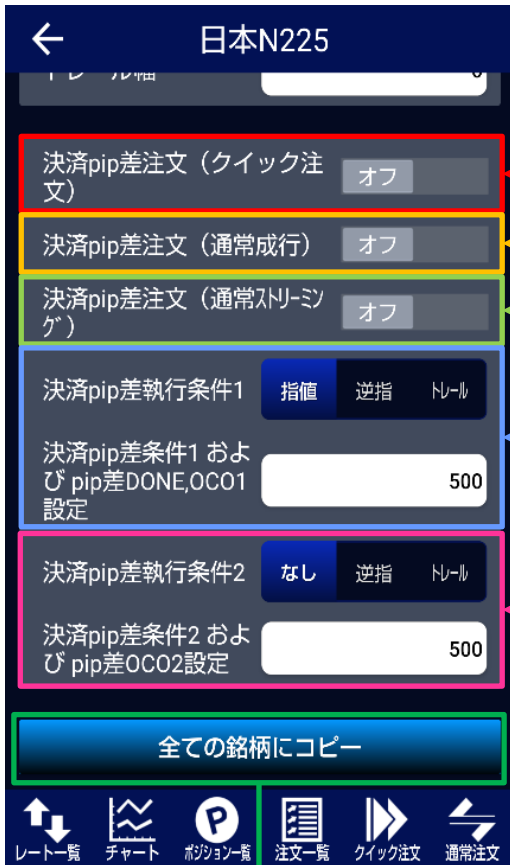 日本N225
トレール幅
0
決済pip差注文（クイック注
文）
オフ
決済pip差注文（通常成行）
オフ
決済pip差注文（通常ｽﾄﾘｰﾐﾝ
ｸﾞ）
オフ
決済pip差執行条件1
指値 逆指 ﾄﾚｰﾙ
決済pip差条件1 およ
び pip差DONE,OCO1
設定
500
決済pip差執行条件2
なし 逆指 ﾄﾚｰﾙ
決済pip差条件2 およ
び pip差OCO2設定
500
全ての銘柄にコピー
レート一覧 チャート ﾎﾟｼﾞｼｮﾝ一覧 注文一覧 クイック注文 通常注文